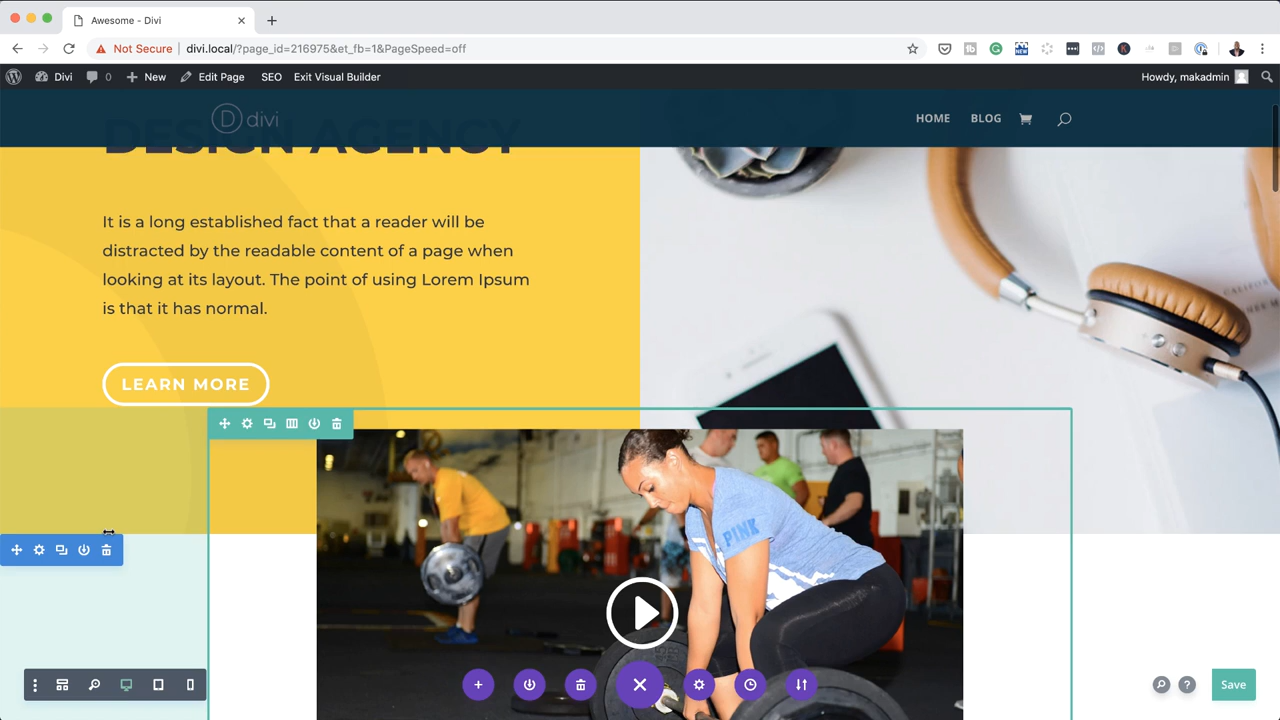 Awesome - Divi
Not Secure
divi.local/?page_id=216975&et_fb=1&PageSpeed=off
Divi
0
New
Edit Page
SEO
Exit Visual Builder
Howdy, makadmin
D divi
HOME
BLOG
DESIGN AGENCY
It is a long established fact that a reader will be
distracted by the readable content of a page when
looking at its layout. The point of using Lorem Ipsum
is that it has normal.
LEARN MORE
PINK
Save